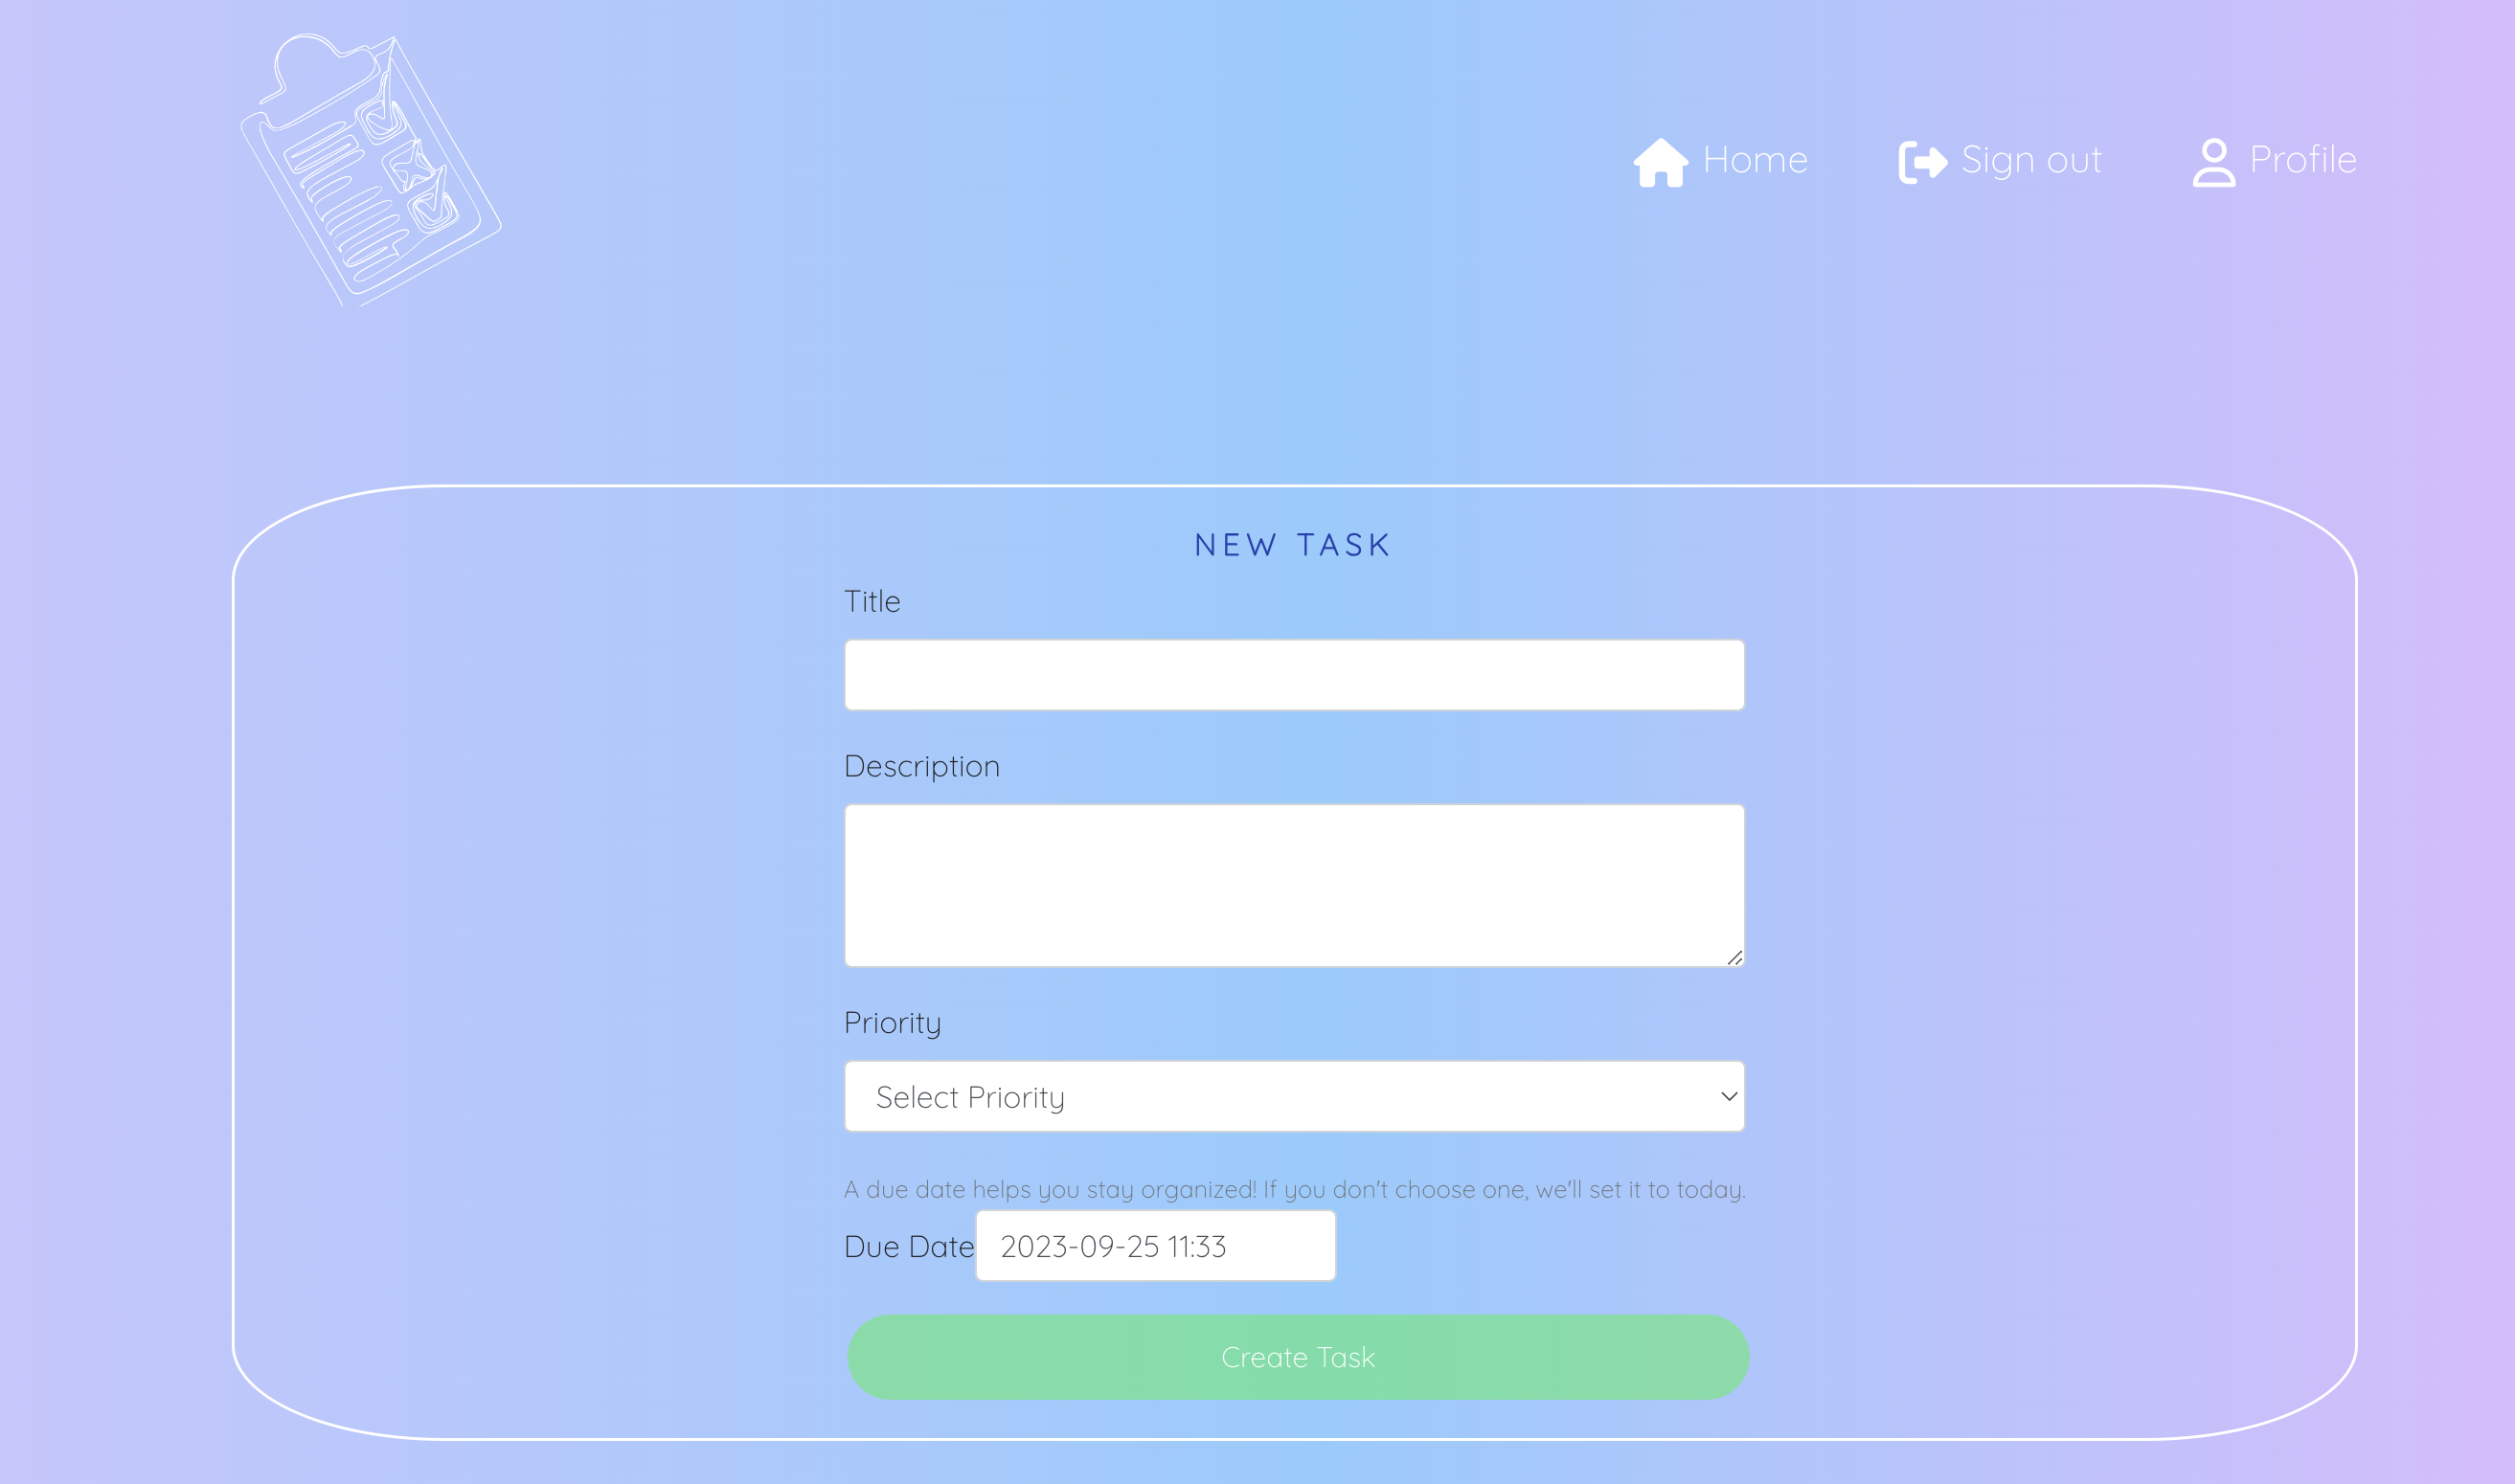 Home Sign out Profile
NEW TASK
Title
Description
Priority
Select Priority
A due date helps you stay organized! If you don't choose one, we'll set it to today.
Due Date 2023-09-25 11:33
Create Task